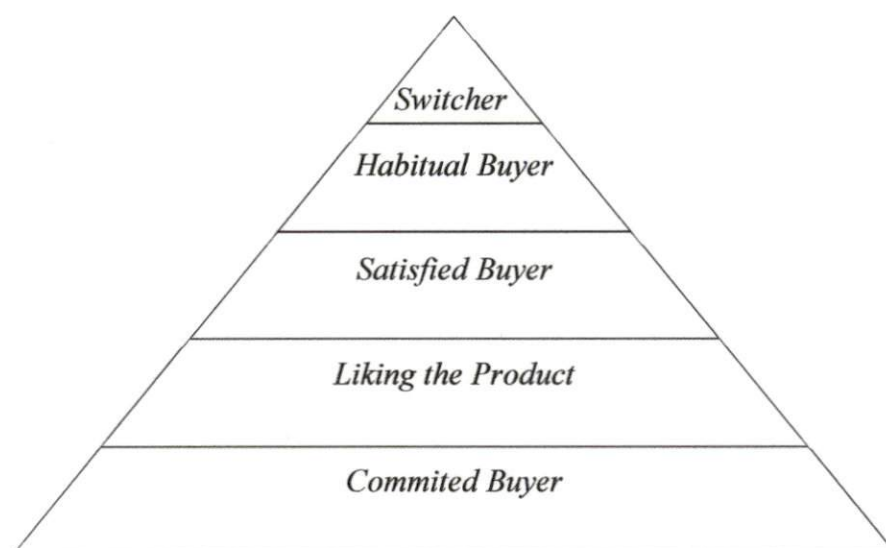 Switcher
Habitual Buyer
Satisfied Buyer
Liking the Product
Commited Buyer